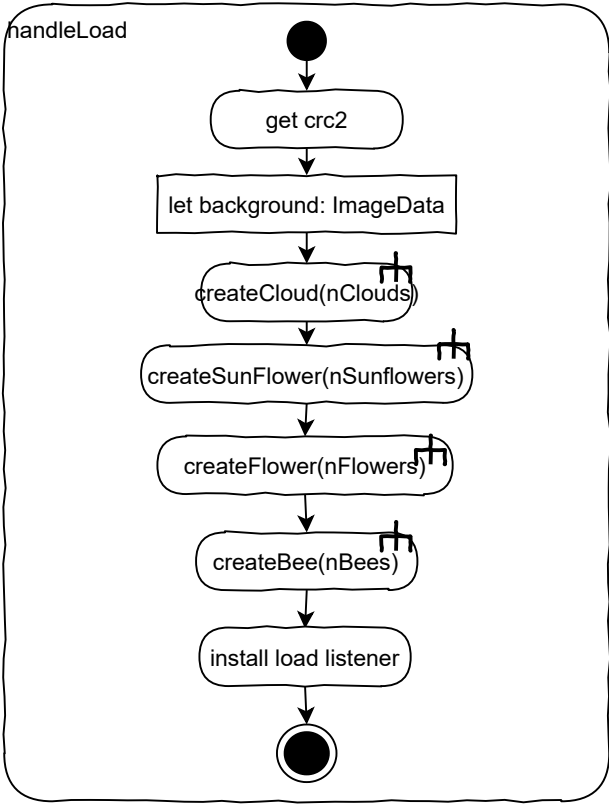 handleLoad
get crc2
let background: ImageData
createCloud(nClouds)
createSunFlower(nSunflowers)
createFlower(nFlowers)
createBee(nBees)
install load listener